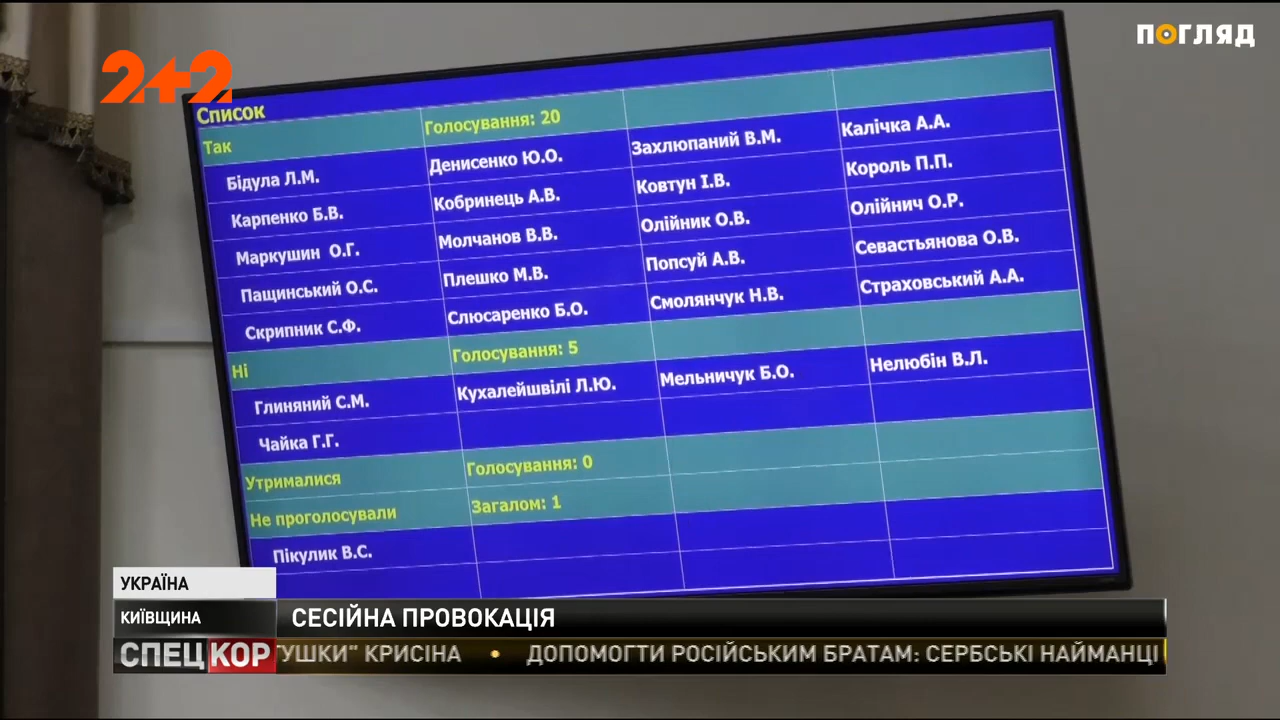 2+2
ПОГЛЯД
Список
Так Голосування: 20
Бідула Л.М. Денисенко Ю.О. Захлюпаний В.М. Калічка А.А.
Карпенко Б.В. Кобринець А.В. Ковтун І.В. Король П.П.
Маркушин О.Г. Молчанов В.В. Олійник О.В. Олійнич О.Р.
Пащинський О.С. Плешко М.В. Попсуй А.В. Севастьянова О.В.
Скрипник С.Ф. Слюсаренко Б.О. Смолянчук Н.В. Страховський А.А.
Ні Голосування: 5
Глиняний С.М. Кухалейшвілі Л.Ю. Мельничук Б.О. Нелюбін В.Л.
Чайка Г.Г.
Утрималися Голосування: 0
Не проголосували Загалом: 1
Пікулик В.С.
УКРАЇНА
КИЇВЩИНА СЕСІЙНА ПРОВОКАЦІЯ
СПЕЦКОР ТУШКИ" КРИСІНА • ДОПОМОГТИ РОСІЙСЬКИМ БРАТАМ: СЕРБСЬКІ НАЙМАНЦІ